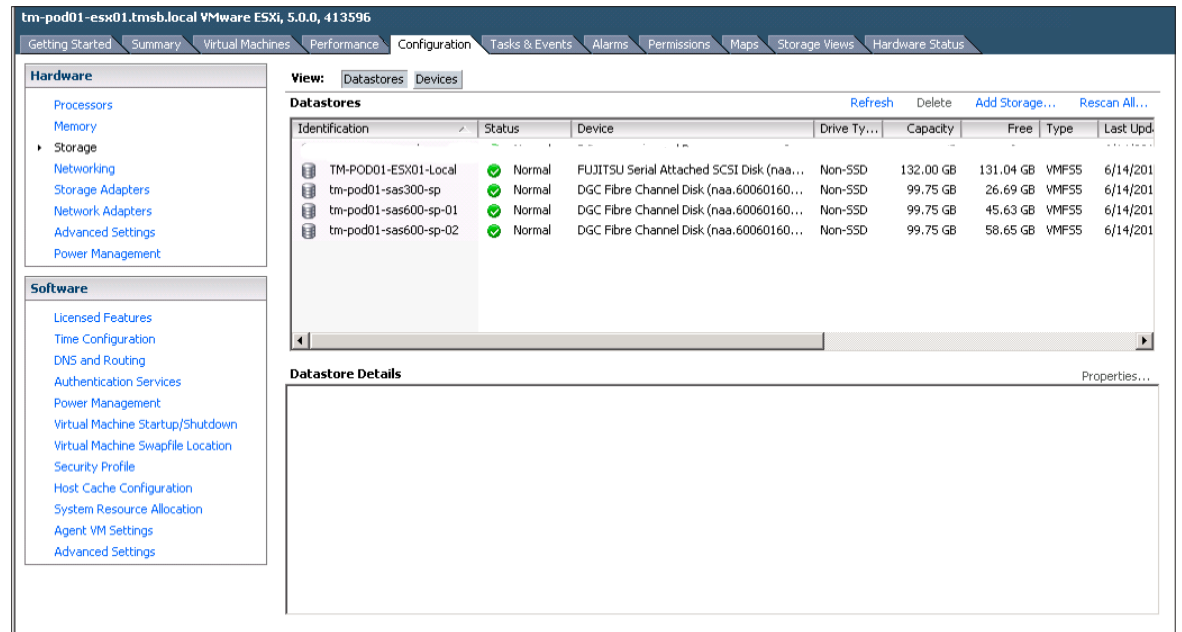 tm-pod01-esx01.tmsb.local VMware ESXi, 5.0.0, 413596
Getting Started Summary Virtual Machines Performance Configuration Tasks & Events Alarms Permissions Maps Storage Views Hardware Status
Hardware
Processors
Memory
Storage
Networking
Storage Adapters
Network Adapters
Advanced Settings
Power Management
Software
Licensed Features
Time Configuration
DNS and Routing
Authentication Services
Power Management
Virtual Machine Startup/Shutdown
Virtual Machine Swapfile Location
Security Profile
Host Cache Configuration
System Resource Allocation
Agent VM Settings
Advanced Settings
View: Datastores Devices
Datastores Refresh Delete Add Storage... Rescan All...
Identification Status Device Drive Ty... Capacity Free Type Last Upd
TM-POD01-ESX01-Local Normal FUJITSU Serial Attached SCSI Disk (naa... Non-SSD 132.00 GB 131.04 GB VMFS5 6/14/201
tm-pod01-sas300-sp Normal DGC Fibre Channel Disk (naa.60060160... Non-SSD 99.75 GB 26.69 GB VMFS5 6/14/201
tm-pod01-sas600-sp-01 Normal DGC Fibre Channel Disk (naa.60060160... Non-SSD 99.75 GB 45.63 GB VMFS5 6/14/201
tm-pod01-sas600-sp-02 Normal DGC Fibre Channel Disk (naa.60060160... Non-SSD 99.75 GB 58.65 GB VMFS5 6/14/201
Datastore Details Properties...